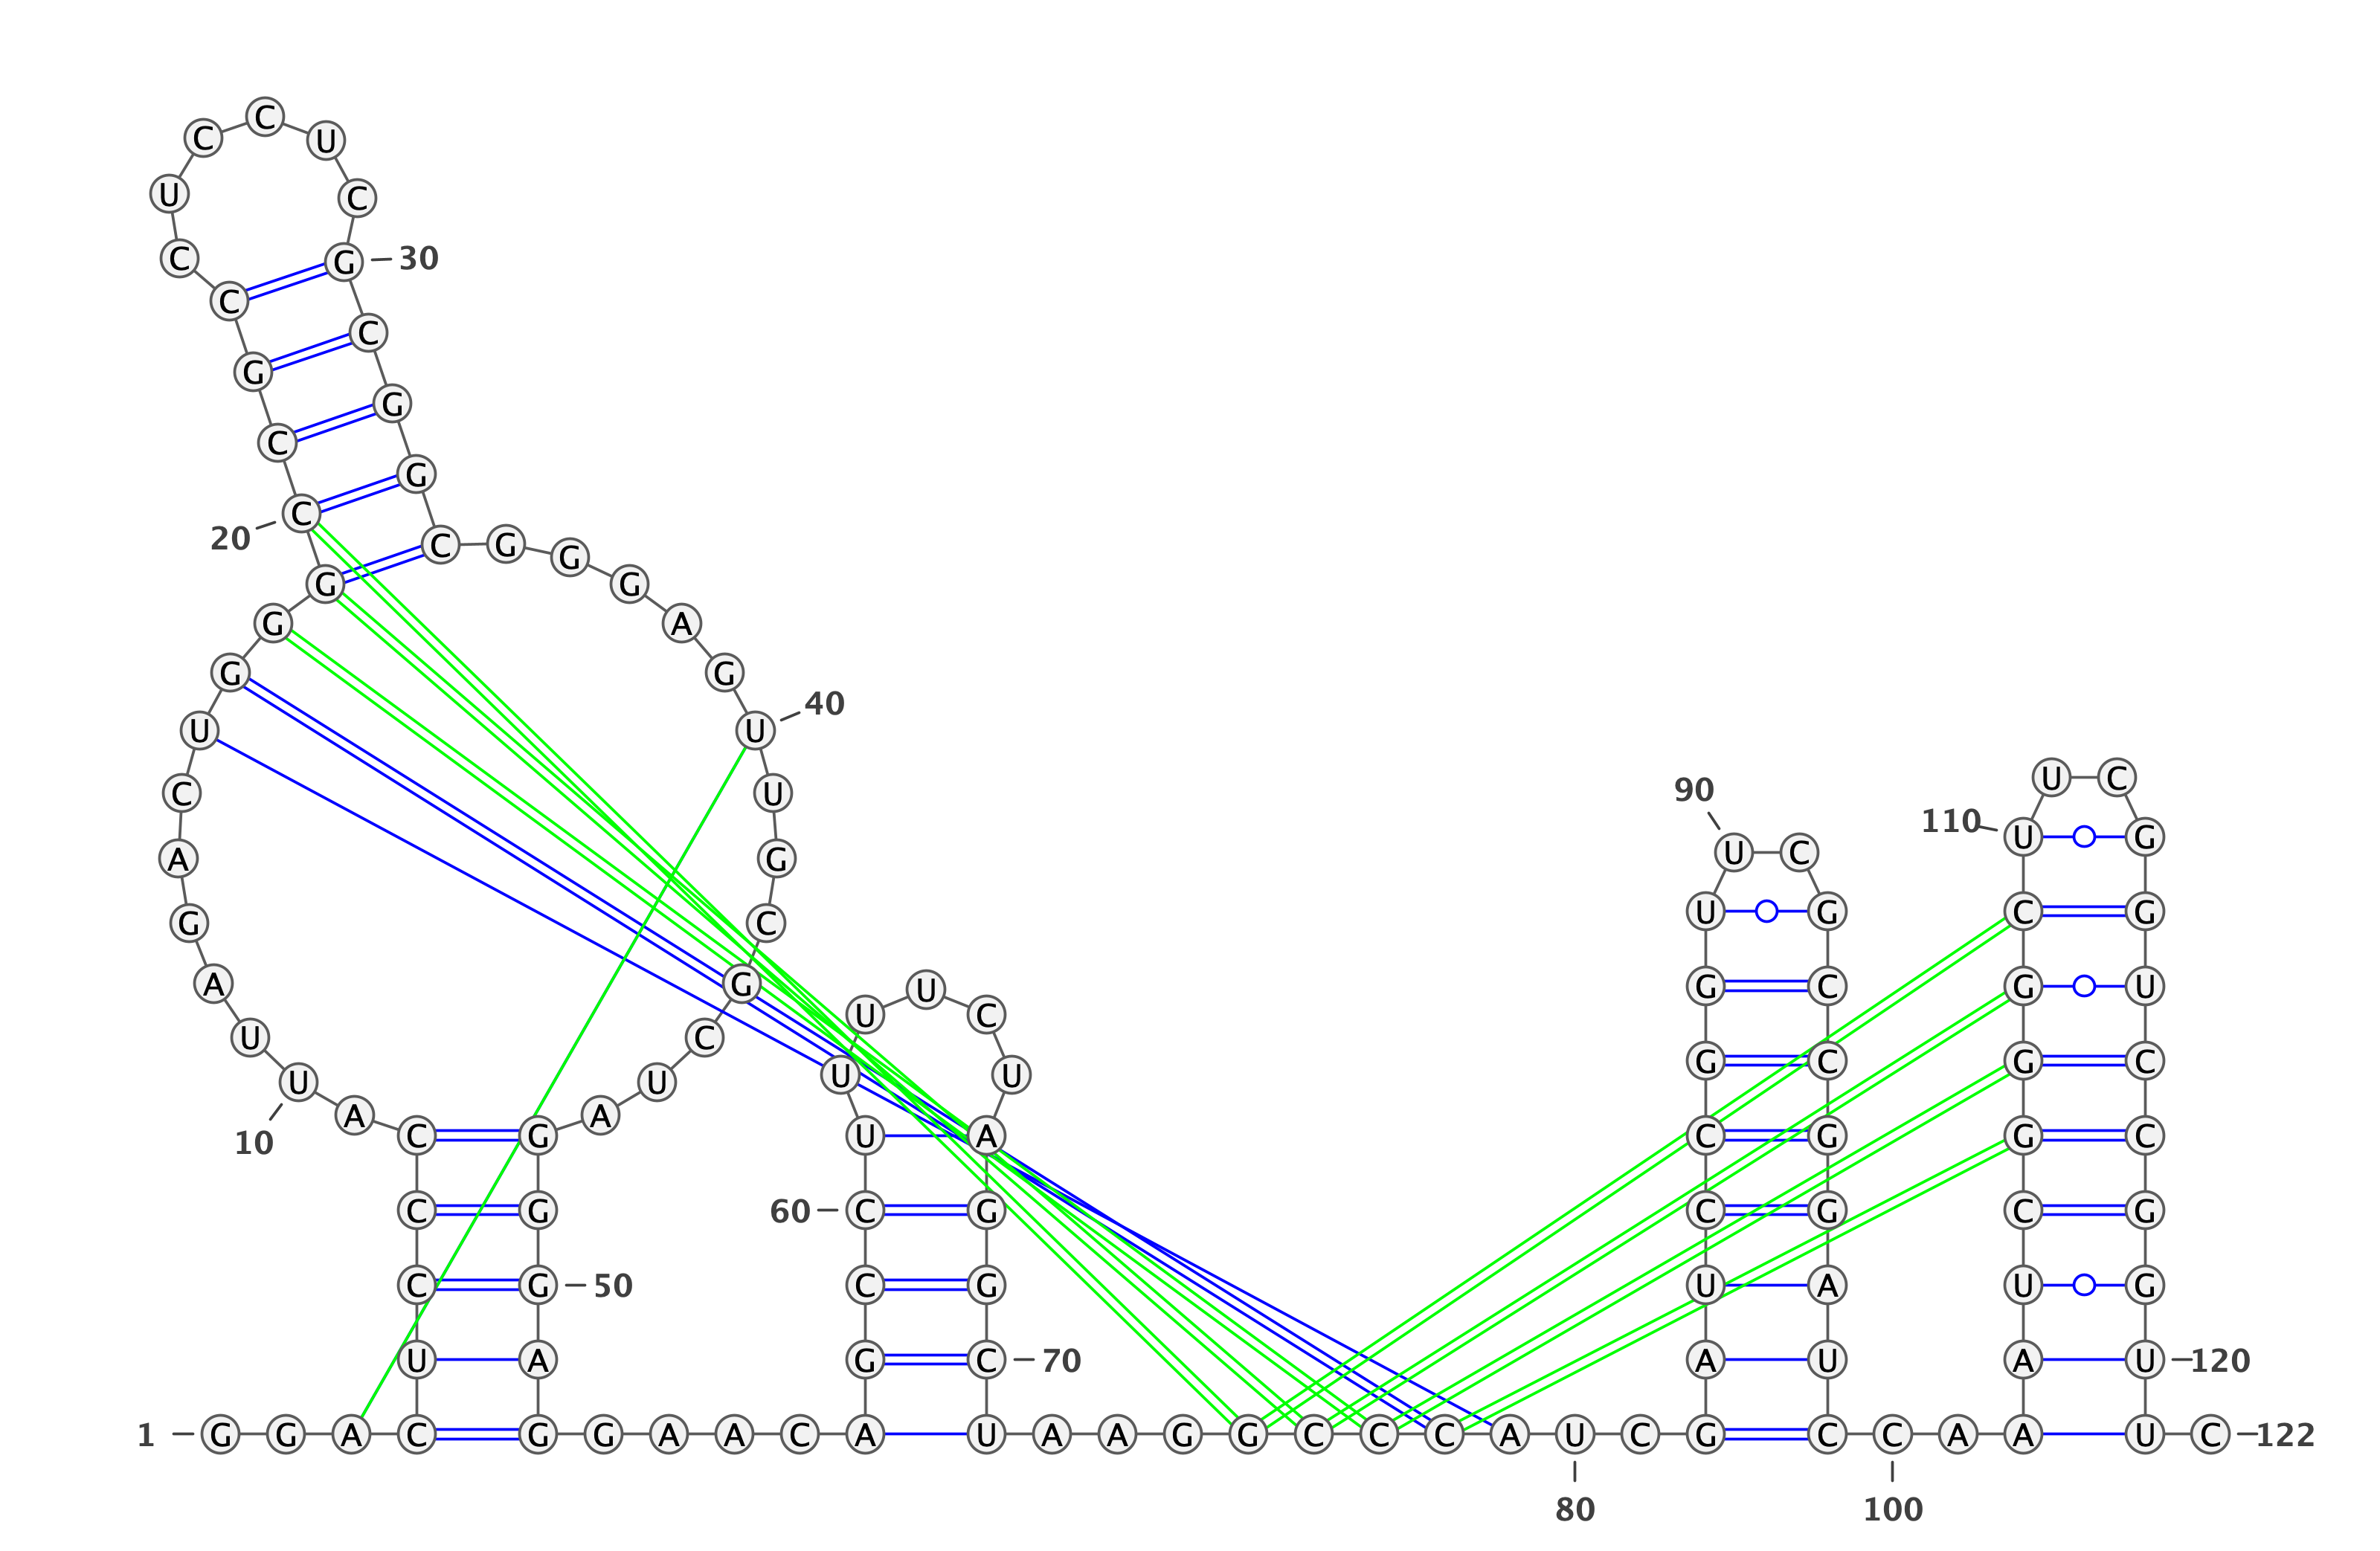 C
C U
U C
C G 30
C
C
G
G
C
G
C
20 C G G
G G
G A
G G
40
U U
U C
90
C U
110 U G
U C
A G
U G C G
G C
A G G C G U
U
U C
U C
U U G C G C
U U
A A
C G U A C G G C
10
C G 60 C G C G C G
C G 50 C G U A U G
U A G C 70 A U A U 120
1 G G A C G G A A C A U A A G G C C C A U C G C C A A U C 122
80 100